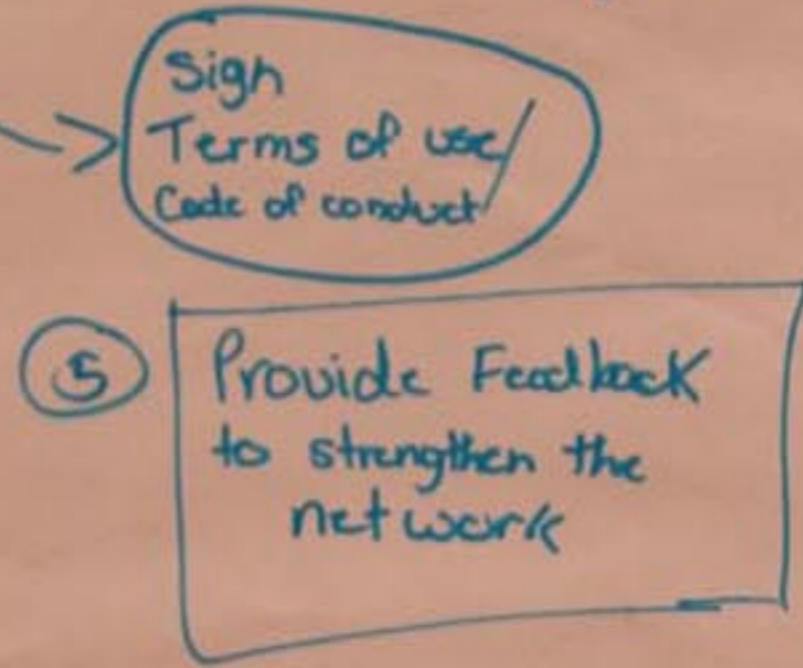 Sign
Terms of use/
Code of conduct/
5
Provide Feedback
to strengthen the
network